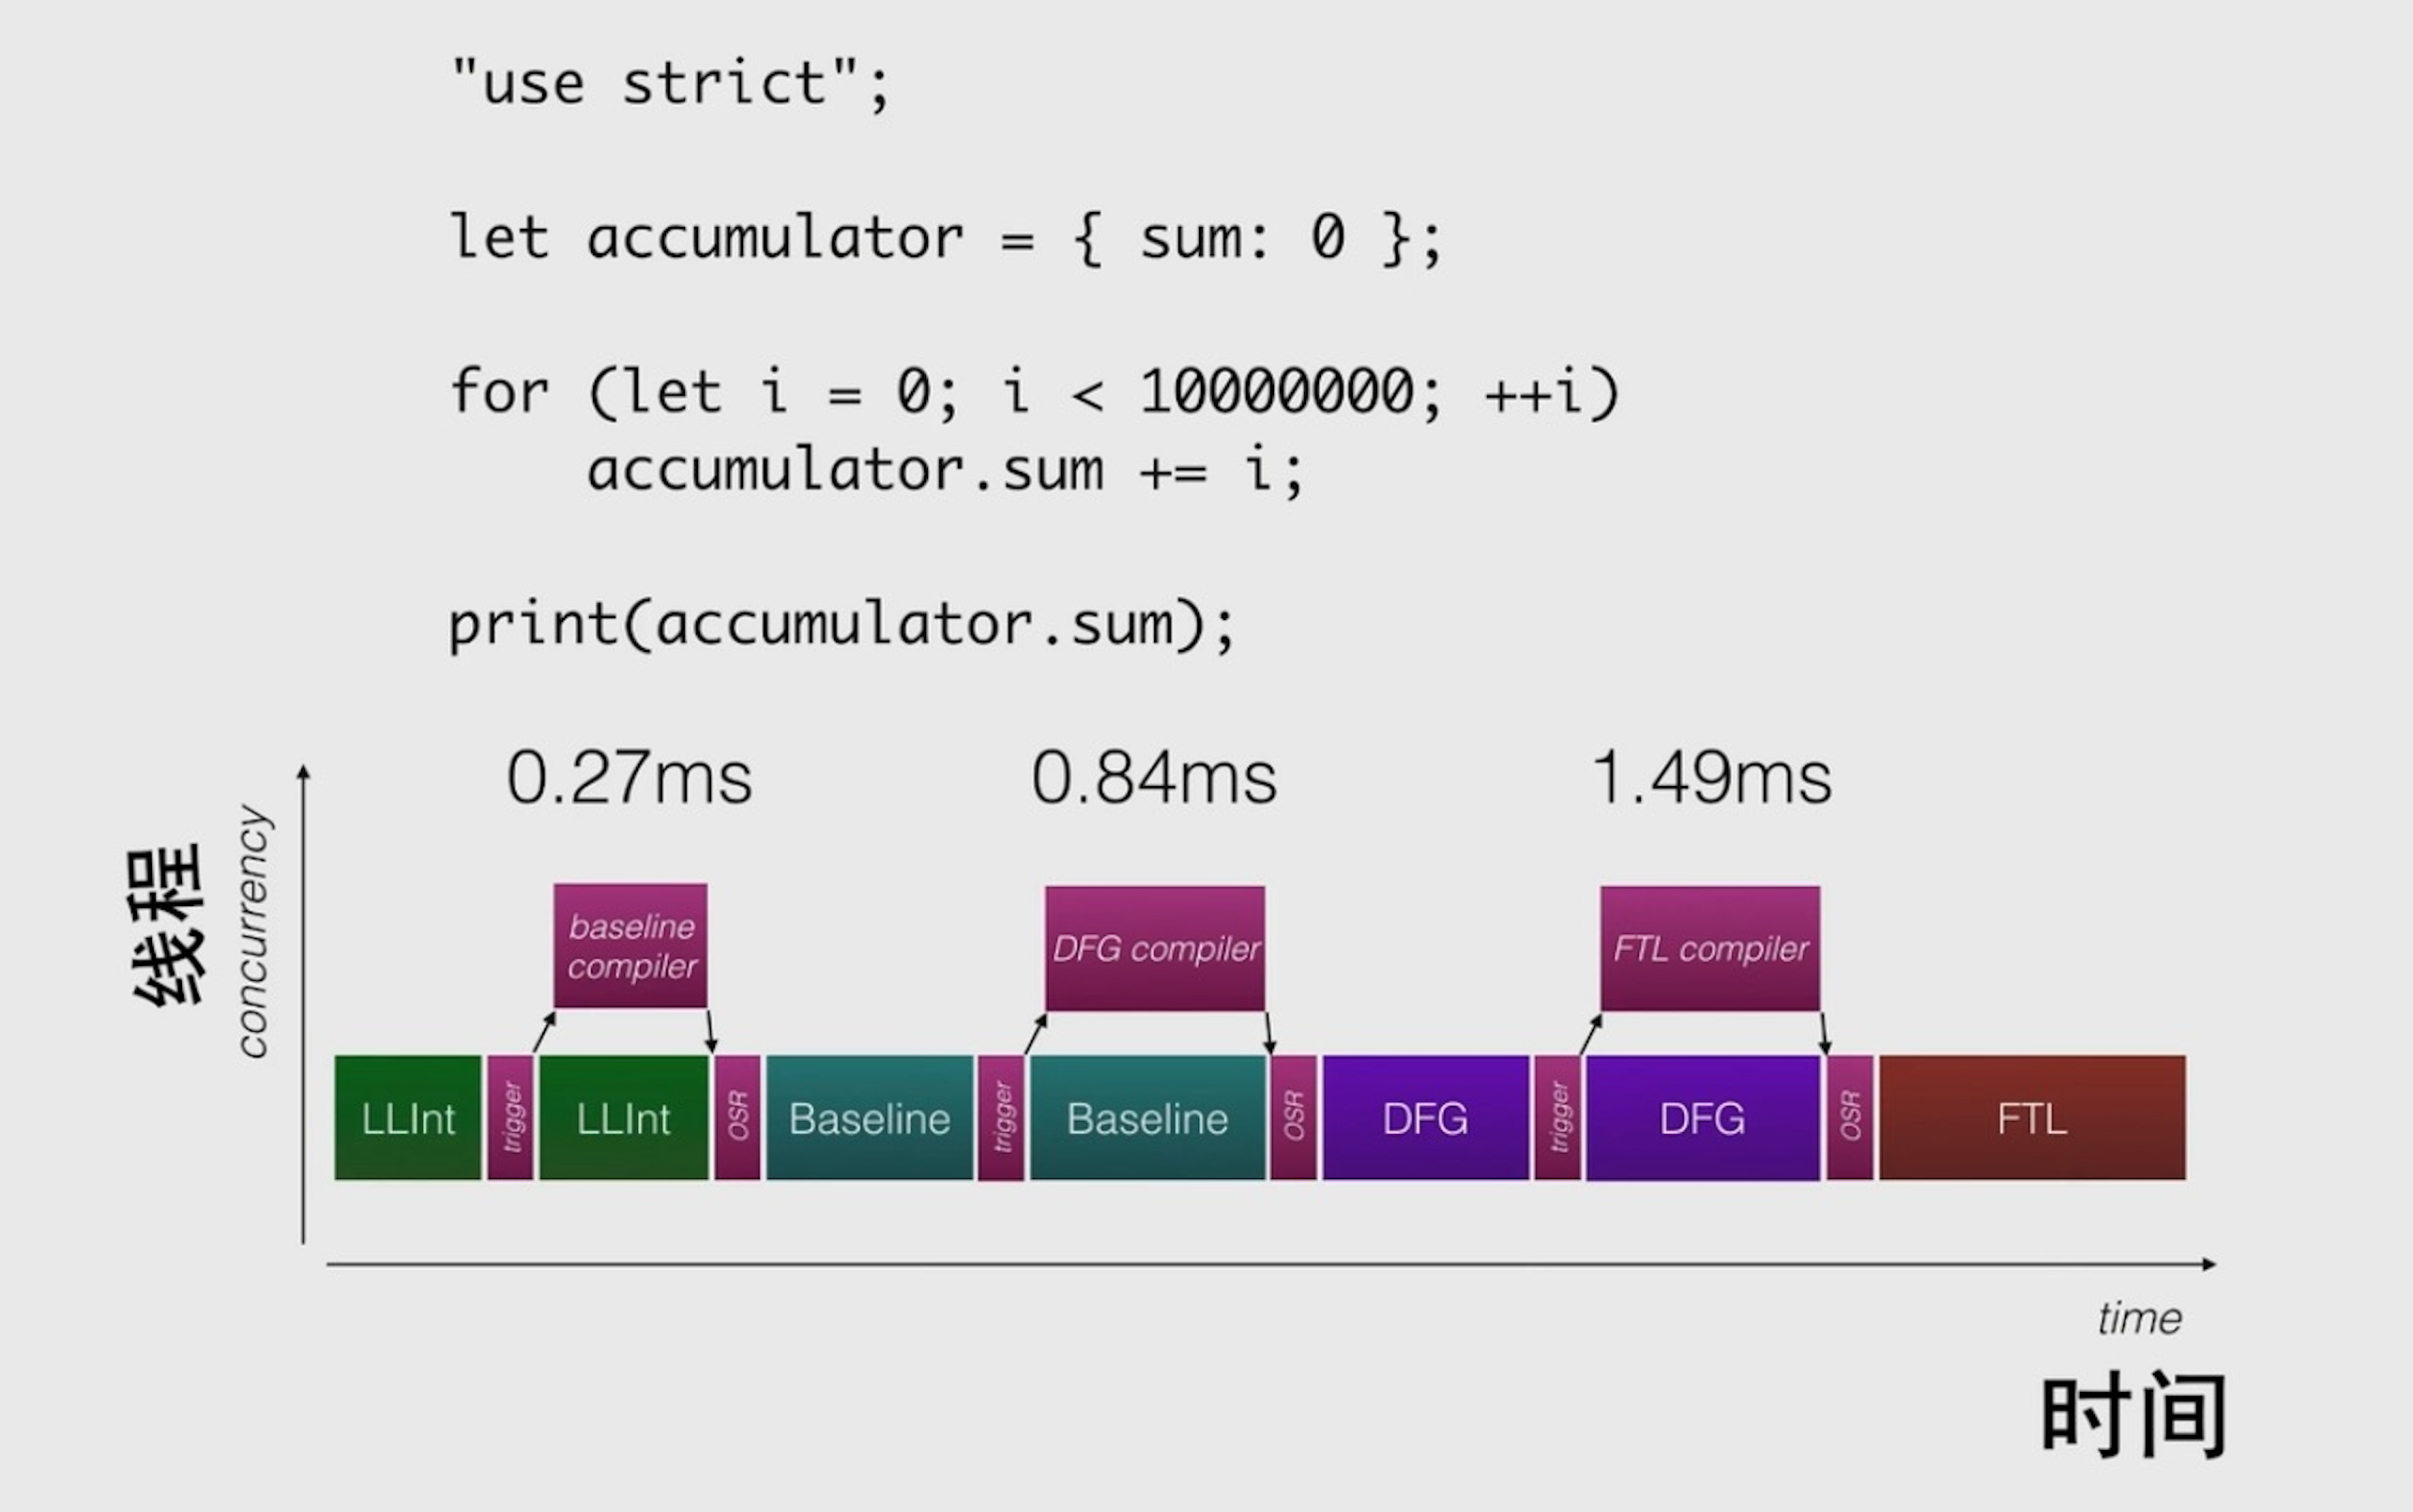 "use strict";
let accumulator = { sum: 0 };
for (let i = 0; i < 10000000; ++i)
    accumulator.sum += i;
print(accumulator.sum);
0.27ms
0.84ms
1.49ms
线程
concurrency
baseline
compiler
DFG compiler
FTL compiler
LLInt
trigger
LLInt
OSR
Baseline
trigger
Baseline
OSR
DFG
trigger
DFG
OSR
FTL
time
时间